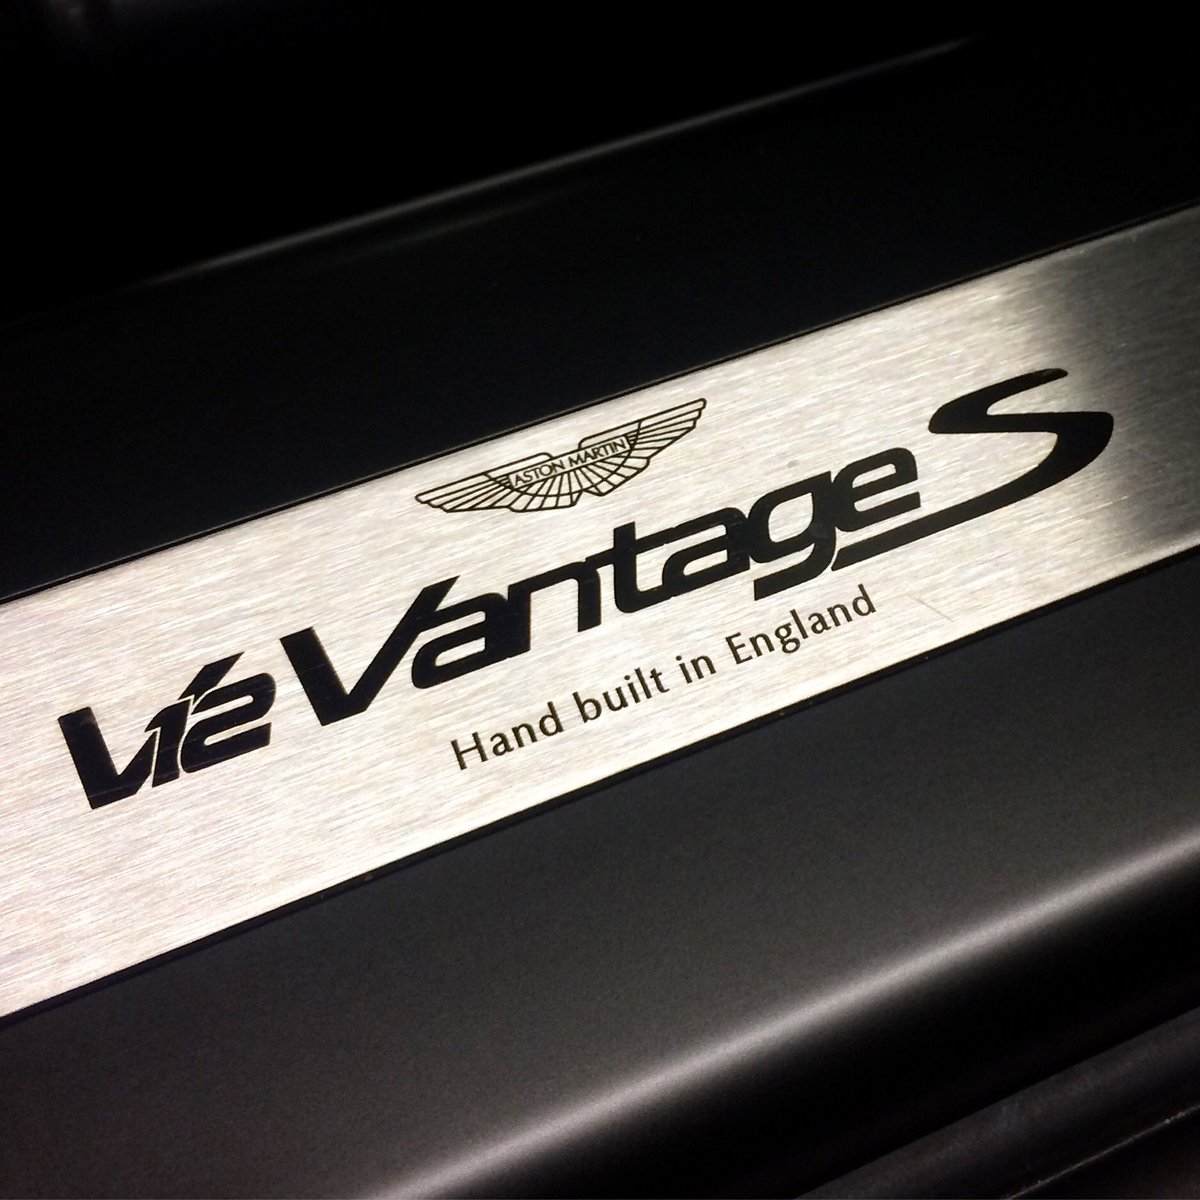 ASTON MARTIN
V12 Vantage S
Hand built in England